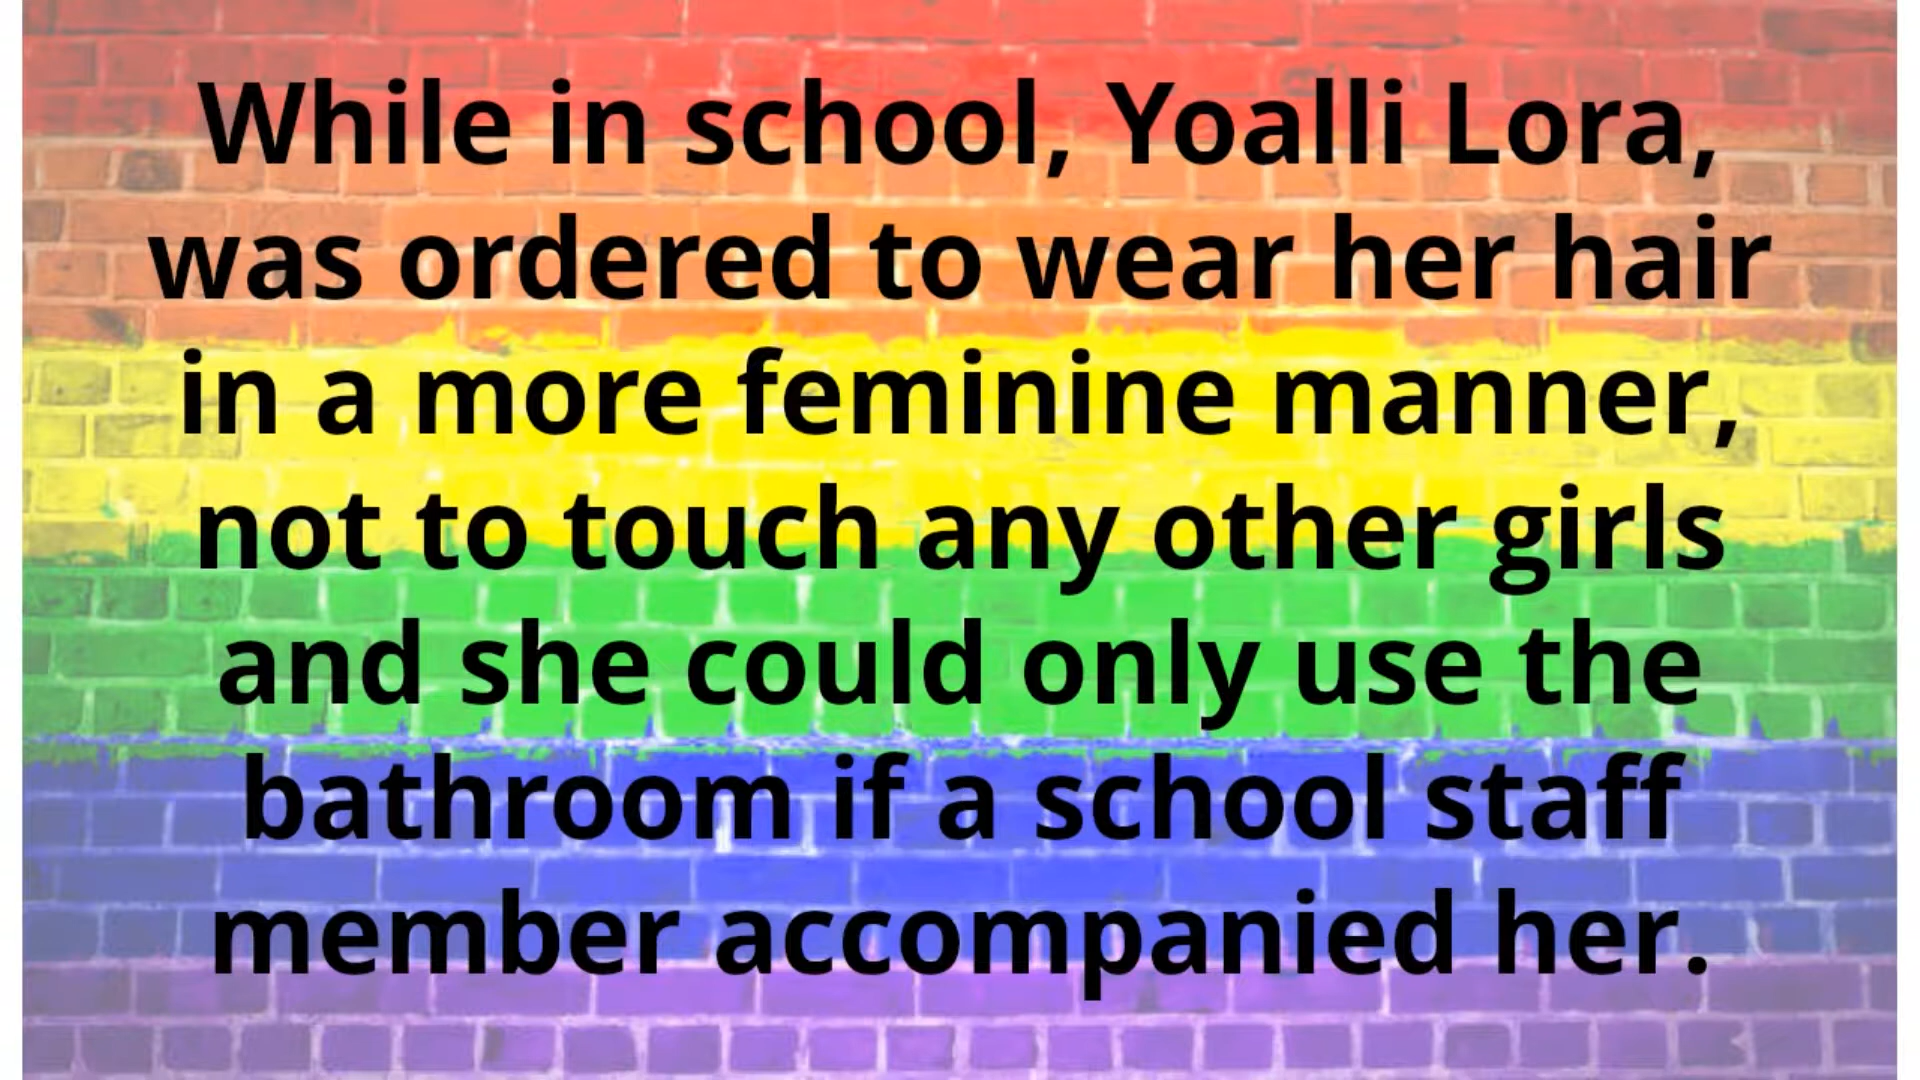 While in school, Yoalli Lora,
was ordered to wear her hair
in a more feminine manner,
not to touch any other girls
and she could only use the
bathroom if a school staff
member accompanied her.